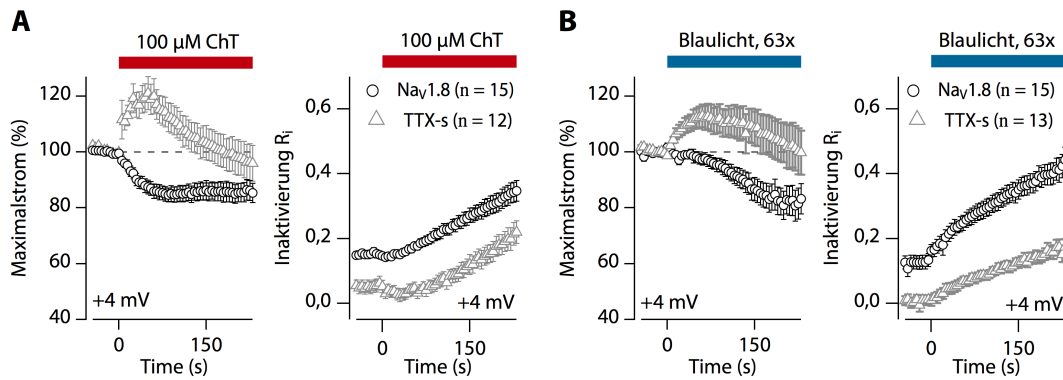 A
100 µM ChT
Maximalstrom (%)
120
100
80
60
40
+4 mV
0
150
Time (s)
100 µM ChT
Inaktivierung Ri
0,6
0,4
0,2
0,0
NaV1.8 (n = 15)
TTX-s (n = 12)
+4 mV
0
150
Time (s)
B
Blaulicht, 63x
Maximalstrom (%)
120
100
80
60
40
+4 mV
0
150
Time (s)
Blaulicht, 63x
Inaktivierung Ri
0,6
0,4
0,2
0,0
NaV1.8 (n = 15)
TTX-s (n = 13)
+4 mV
0
150
Time (s)